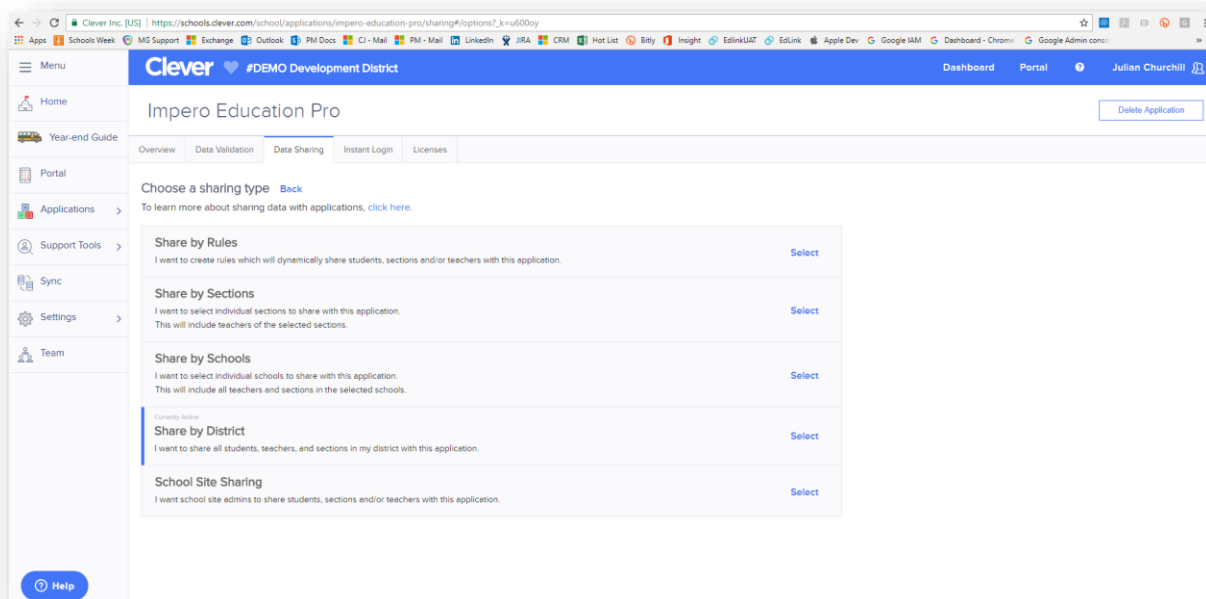 Clever Inc. [US] | https://schools.clever.com/school/applications/impero-education-pro/sharing#/options?_k=u600oy
Apps Schools Week MG Support Exchange Outlook PM Docs CJ - Mail PM - Mail LinkedIn JIRA CRM Hot List Bitly Insight EdlinkUAT EdLink Apple Dev Google IAM Dashboard - Chrome Google Admin conso »
Menu
Clever #DEMO Development District Dashboard Portal ? Julian Churchill
Home
Impero Education Pro Delete Application
Year-end Guide
Overview Data Validation Data Sharing Instant Login Licenses
Portal
Choose a sharing type Back
To learn more about sharing data with applications, click here.
Applications
Support Tools
Sync
Settings
Team
Share by Rules
I want to create rules which will dynamically share students, sections and/or teachers with this application.
Select
Share by Sections
I want to select individual sections to share with this application.
This will include teachers of the selected sections.
Select
Share by Schools
I want to select individual schools to share with this application.
This will include all teachers and sections in the selected schools.
Select
Currently Active
Share by District
I want to share all students, teachers, and sections in my district with this application.
Select
School Site Sharing
I want school site admins to share students, sections and/or teachers with this application.
Select
? Help